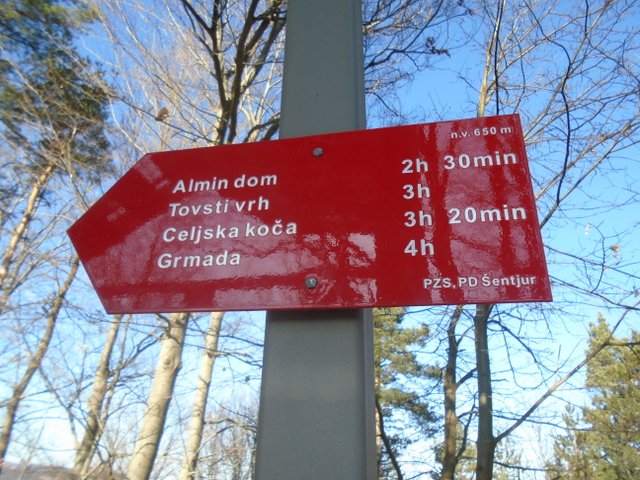 n.v. 650 m
Almin dom 2h 30min
Tovsti vrh 3h
Celjska koča 3h 20min
Grmada 4h
PZS, PD Šentjur